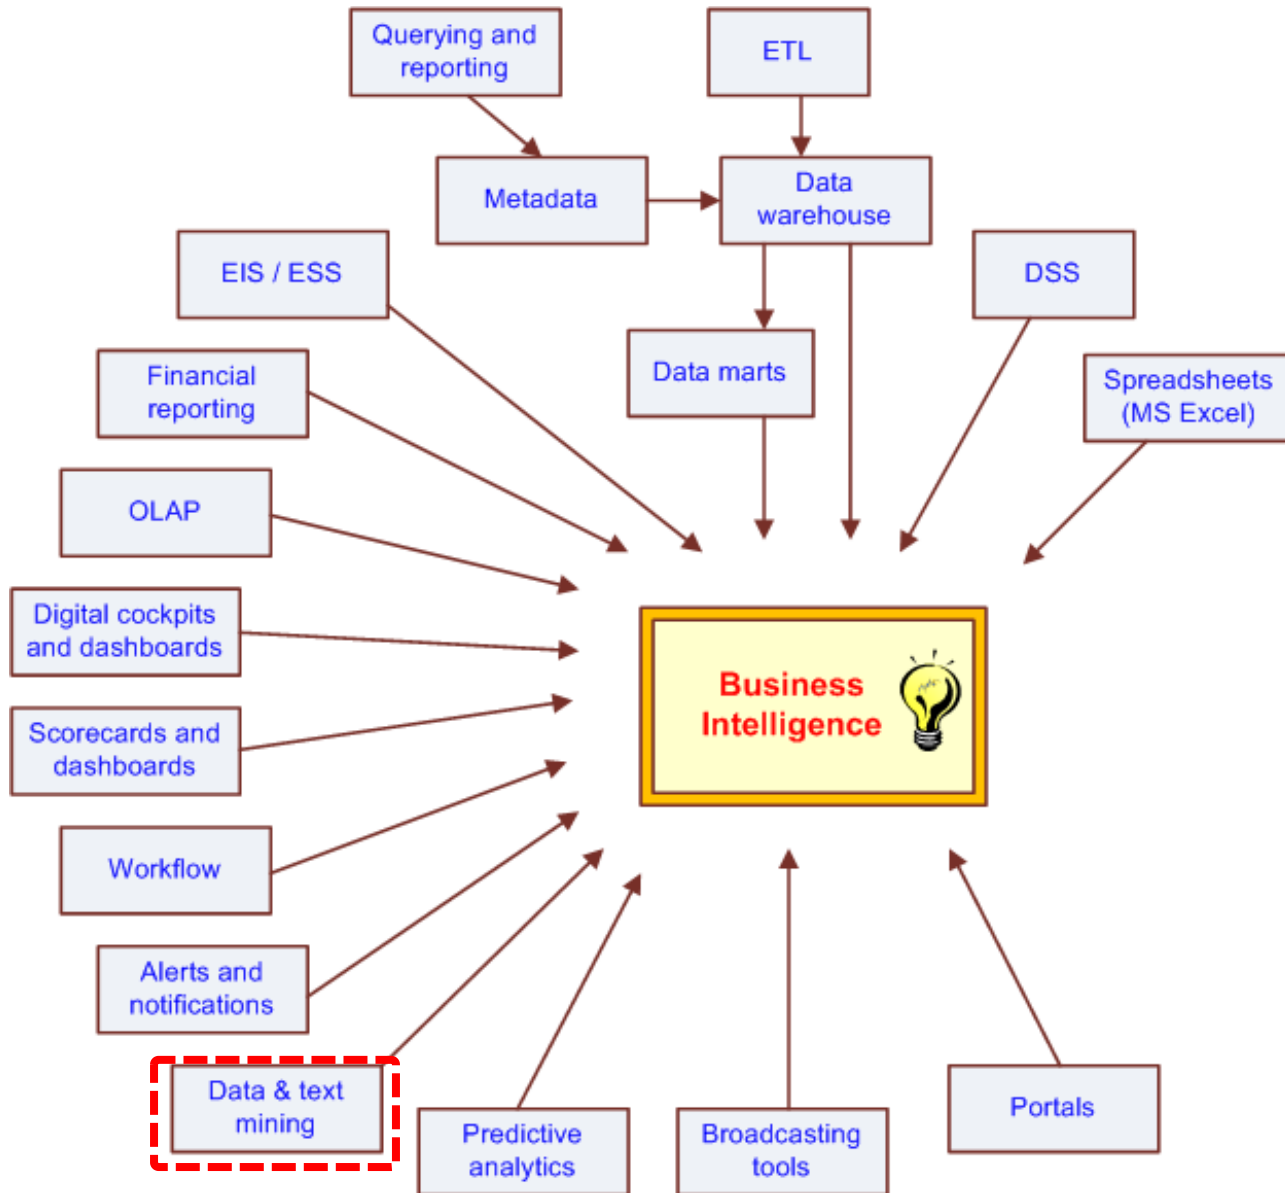 Querying and
reporting
ETL
Metadata
Data
warehouse
EIS / ESS
DSS
Financial
reporting
Data marts
Spreadsheets
(MS Excel)
OLAP
Digital cockpits
and dashboards
Business
Intelligence
Scorecards and
dashboards
Workflow
Alerts and
notifications
Data & text
mining
Predictive
analytics
Broadcasting
tools
Portals